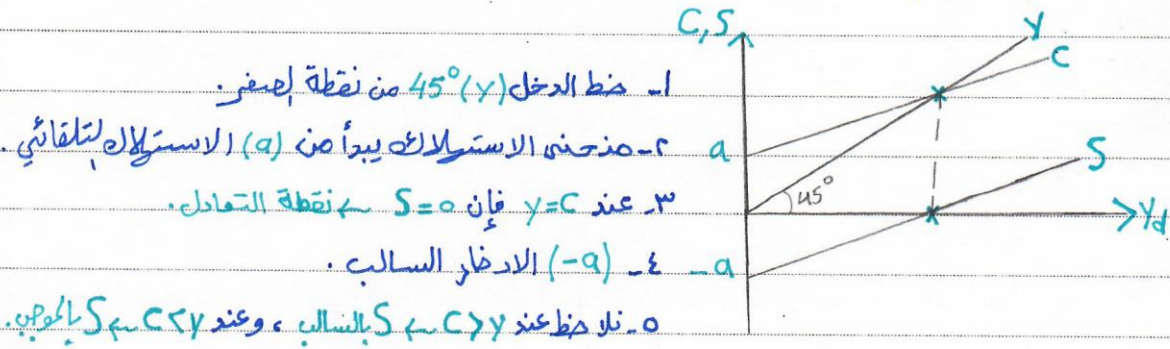 C,S
y
C
١- خط الدخل (y) 45° من نقطة الصفر.
٢- منحنى الاستهلاك يبدأ من (a) الاستهلاك التلقائي.
a
S
٣- عند y=C فإن S=0 ← نقطة التعادل.
45°
yd
٤- (-a) الادخار السالب.
-a
٥- نلاحظ عند C>y ← S بالسالب ، وعند C<y ← S بالموجب.